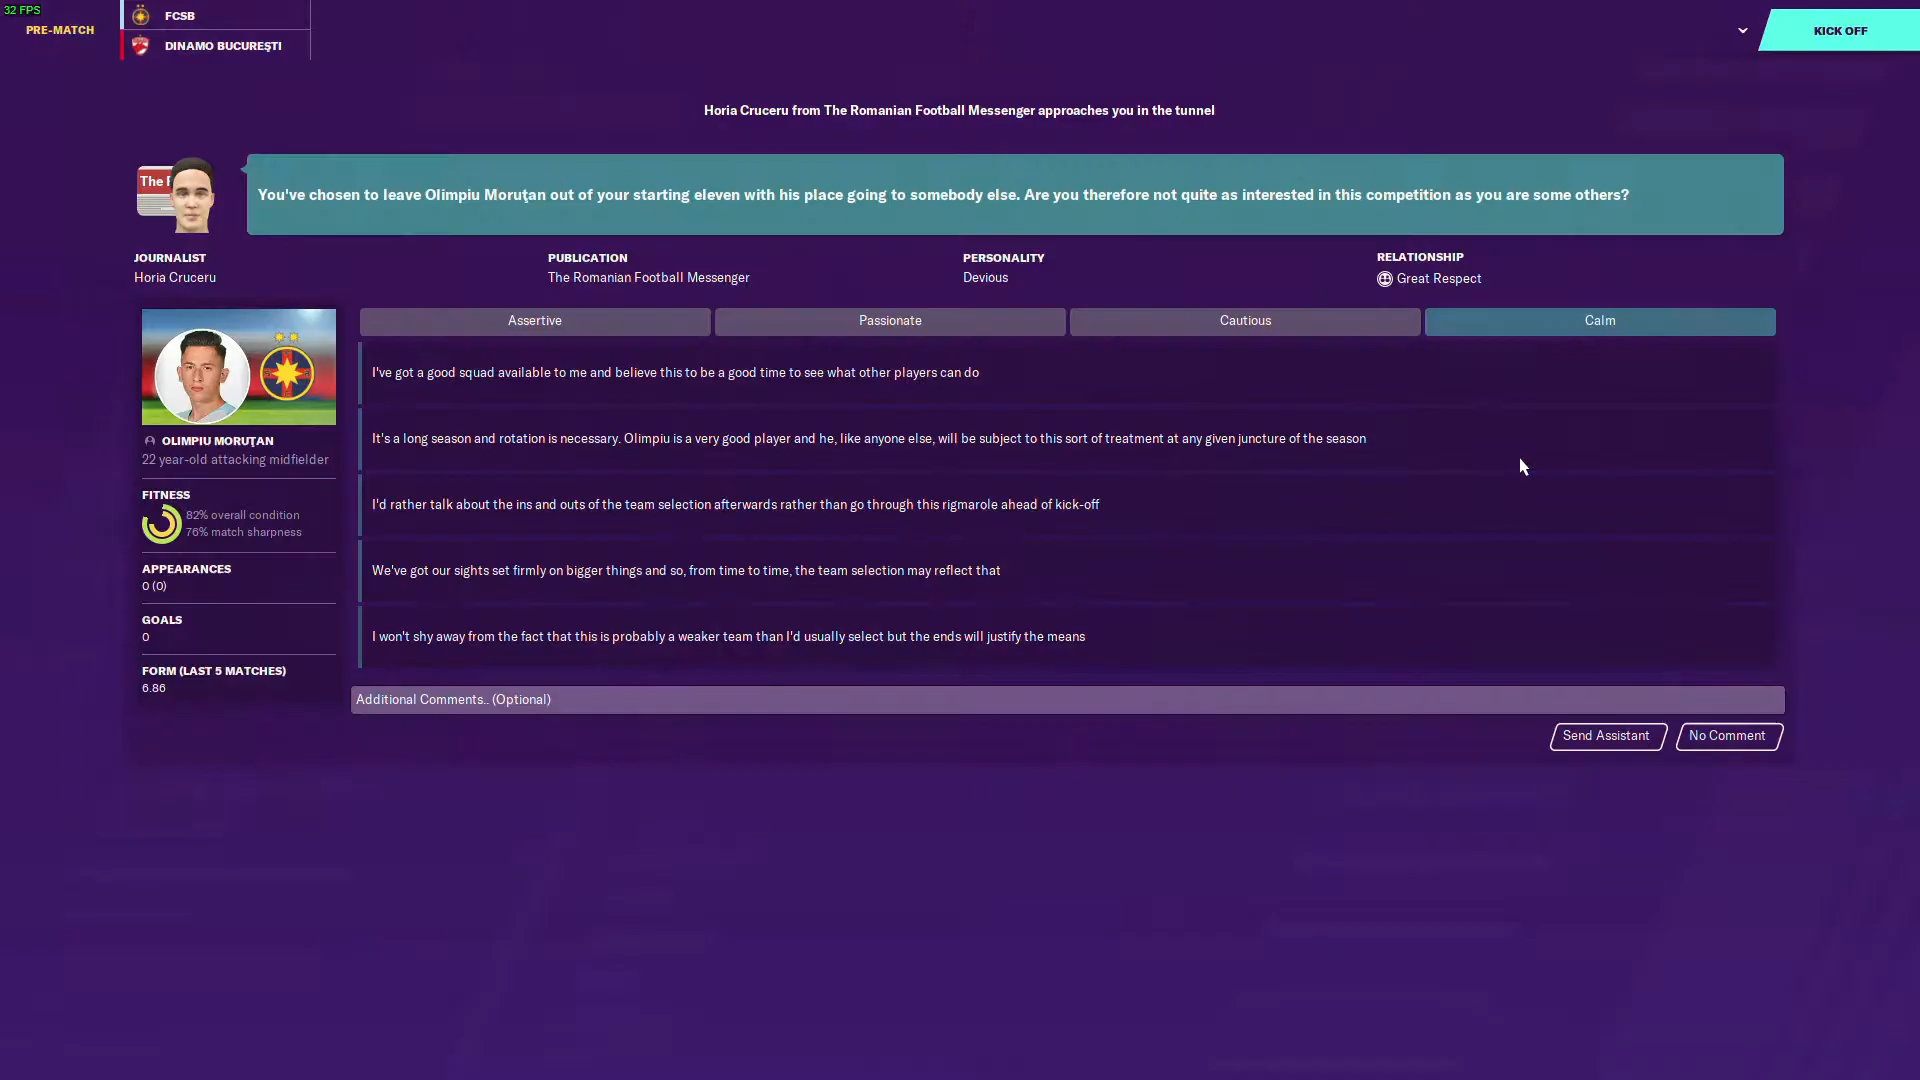 32 FPS
PRE-MATCH
FCSB
DINAMO BUCUREŞTI
KICK OFF
Horia Cruceru from The Romanian Football Messenger approaches you in the tunnel
The
You've chosen to leave Olimpiu Moruţan out of your starting eleven with his place going to somebody else. Are you therefore not quite as interested in this competition as you are some others?
JOURNALIST
Horia Cruceru
PUBLICATION
The Romanian Football Messenger
PERSONALITY
Devious
RELATIONSHIP
Great Respect
Assertive
Passionate
Cautious
Calm
I've got a good squad available to me and believe this to be a good time to see what other players can do
It's a long season and rotation is necessary. Olimpiu is a very good player and he, like anyone else, will be subject to this sort of treatment at any given juncture of the season
I'd rather talk about the ins and outs of the team selection afterwards rather than go through this rigmarole ahead of kick-off
We've got our sights set firmly on bigger things and so, from time to time, the team selection may reflect that
I won't shy away from the fact that this is probably a weaker team than I'd usually select but the ends will justify the means
OLIMPIU MORUŢAN
22 year-old attacking midfielder
FITNESS
82% overall condition
76% match sharpness
APPEARANCES
0 (0)
GOALS
0
FORM (LAST 5 MATCHES)
6.86
Additional Comments.. (Optional)
Send Assistant
No Comment